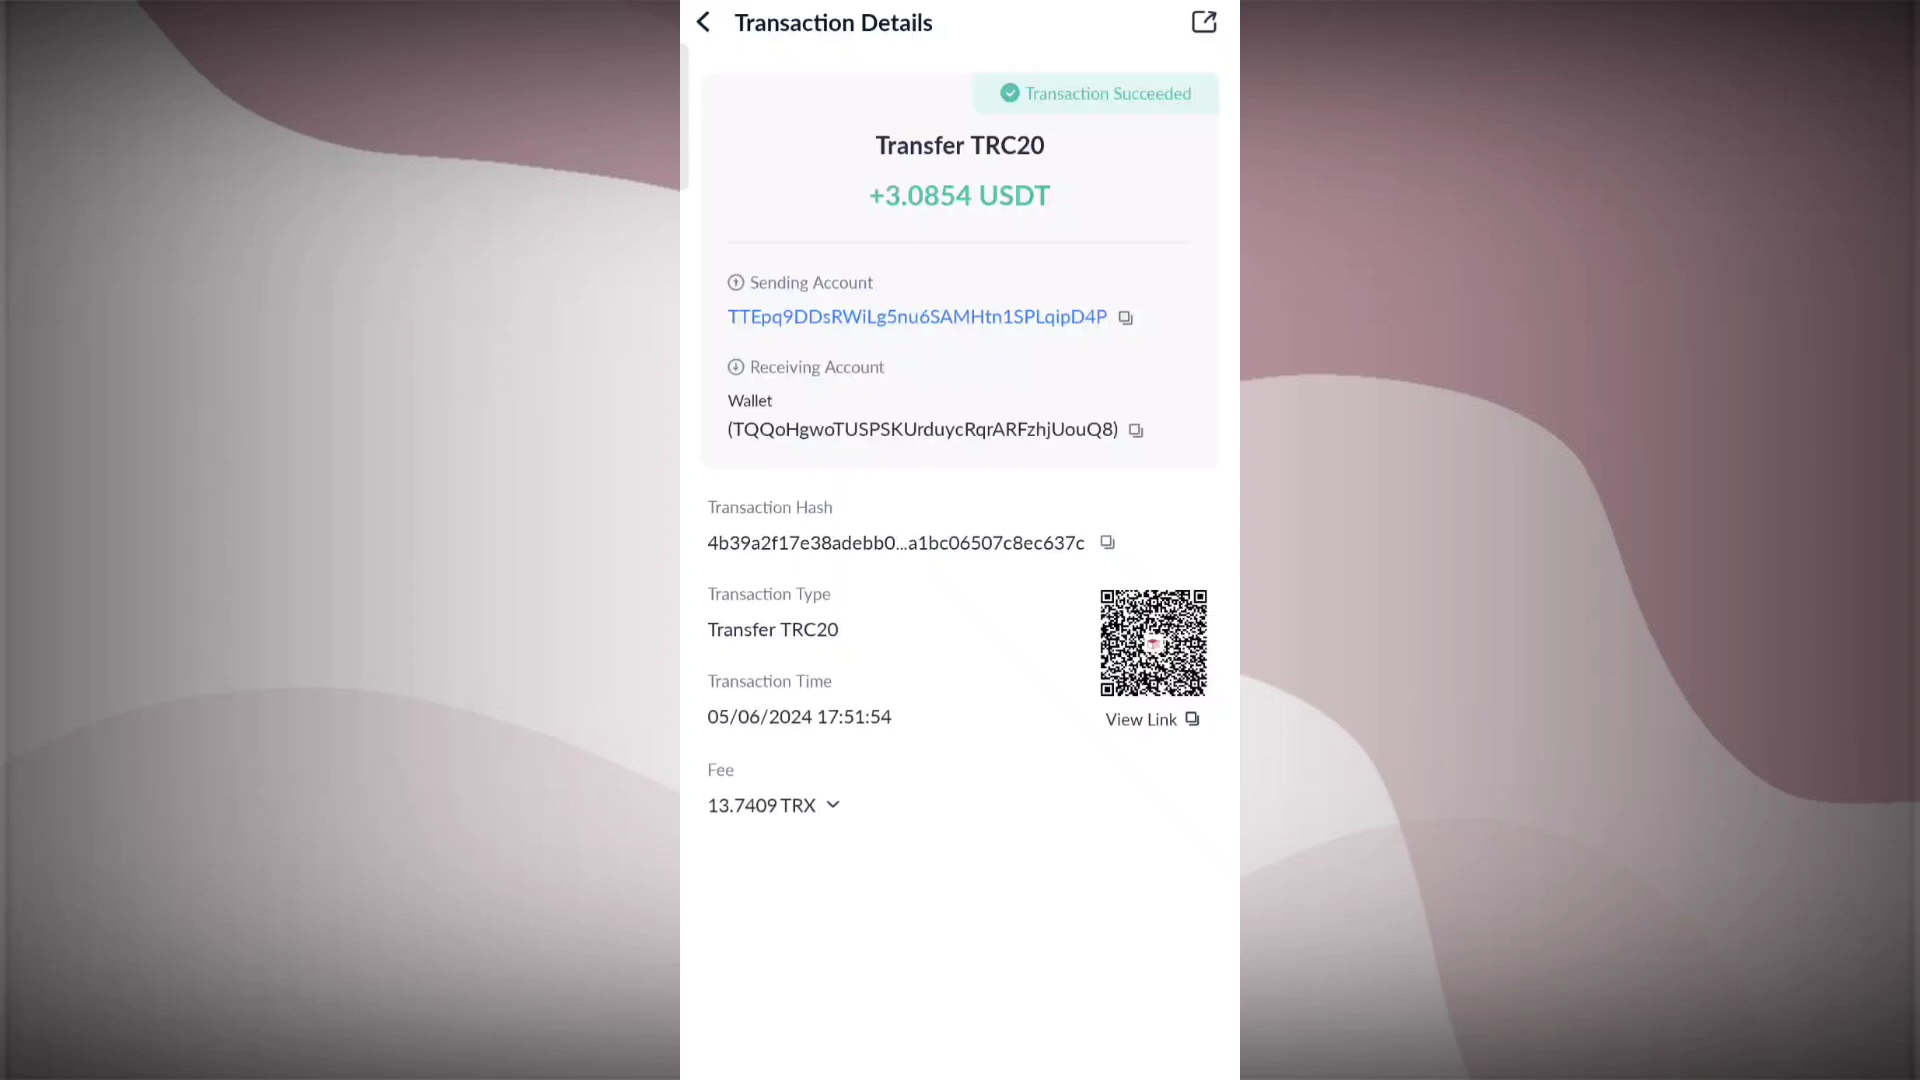 Transaction Details
Transaction Succeeded
Transfer TRC20
+3.0854 USDT
Sending Account
TTEpq9DDsRWiLg5nu6SAMHtn1SPLqipD4P
Receiving Account
Wallet
(TQQoHgwoTUSPSKUrduycRqrARFzhjUouQ8)
Transaction Hash
4b39a2f17e38adebb0...a1bc06507c8ec637c
Transaction Type
Transfer TRC20
Transaction Time
05/06/2024 17:51:54
View Link
Fee
13.7409 TRX